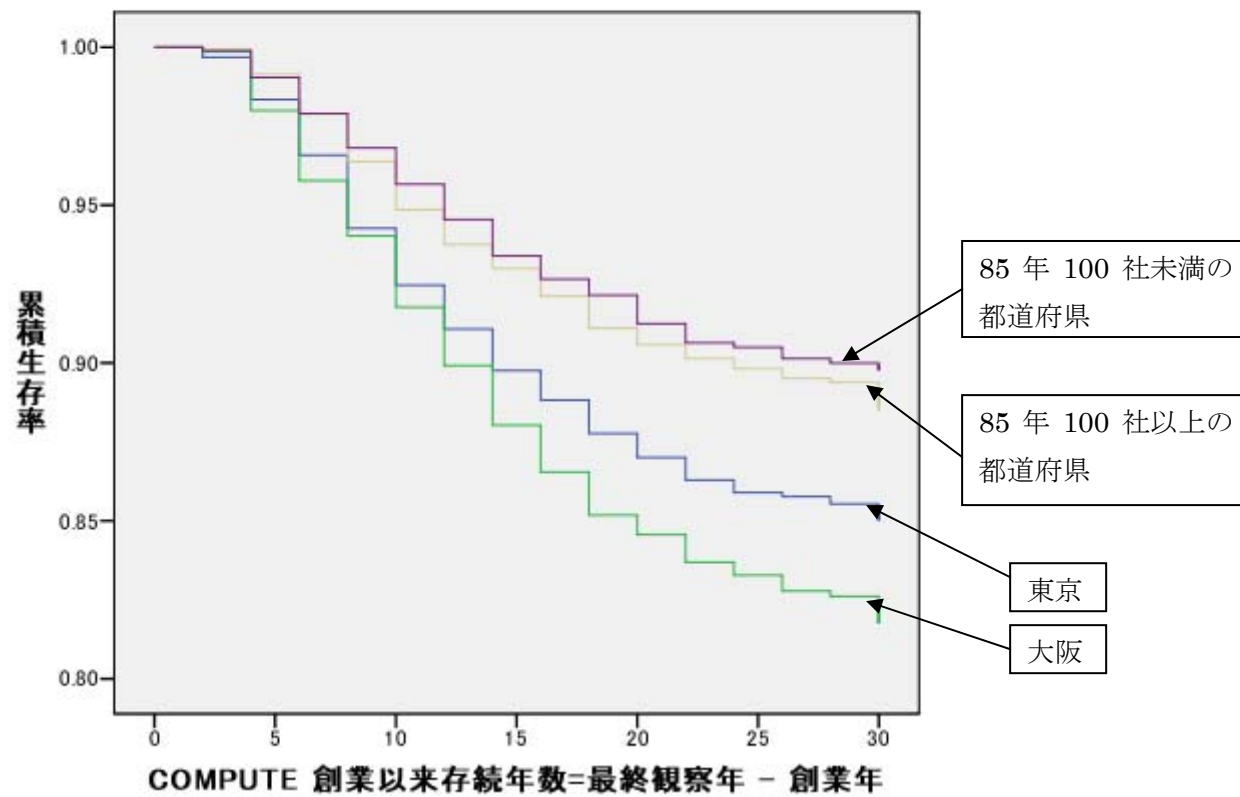 1.00
0.95
0.90
0.85
0.80
累積生存率
0 5 10 15 20 25 30
COMPUTE 創業以来存続年数=最終観察年 − 創業年
85 年 100 社未満の
都道府県
85 年 100 社以上の
都道府県
東京
大阪